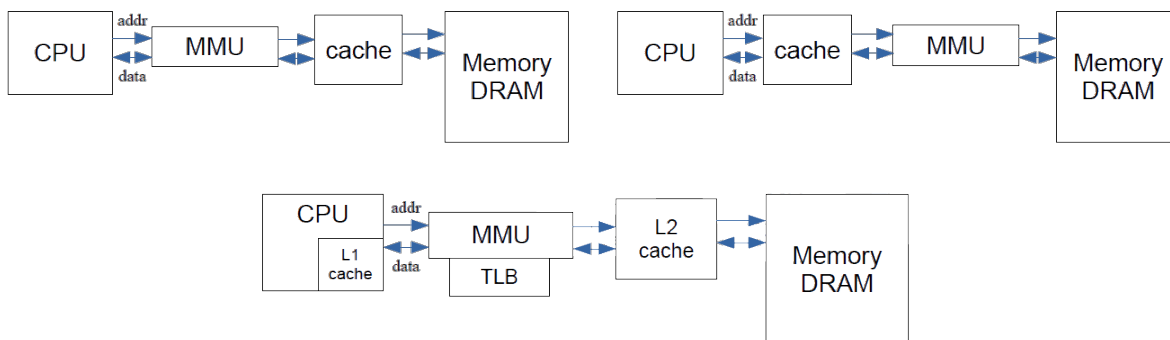 addr
CPU
MMU
cache
data
Memory
DRAM
addr
CPU
cache
MMU
data
Memory
DRAM
CPU
addr
L1
cache
data
MMU
TLB
L2
cache
Memory
DRAM